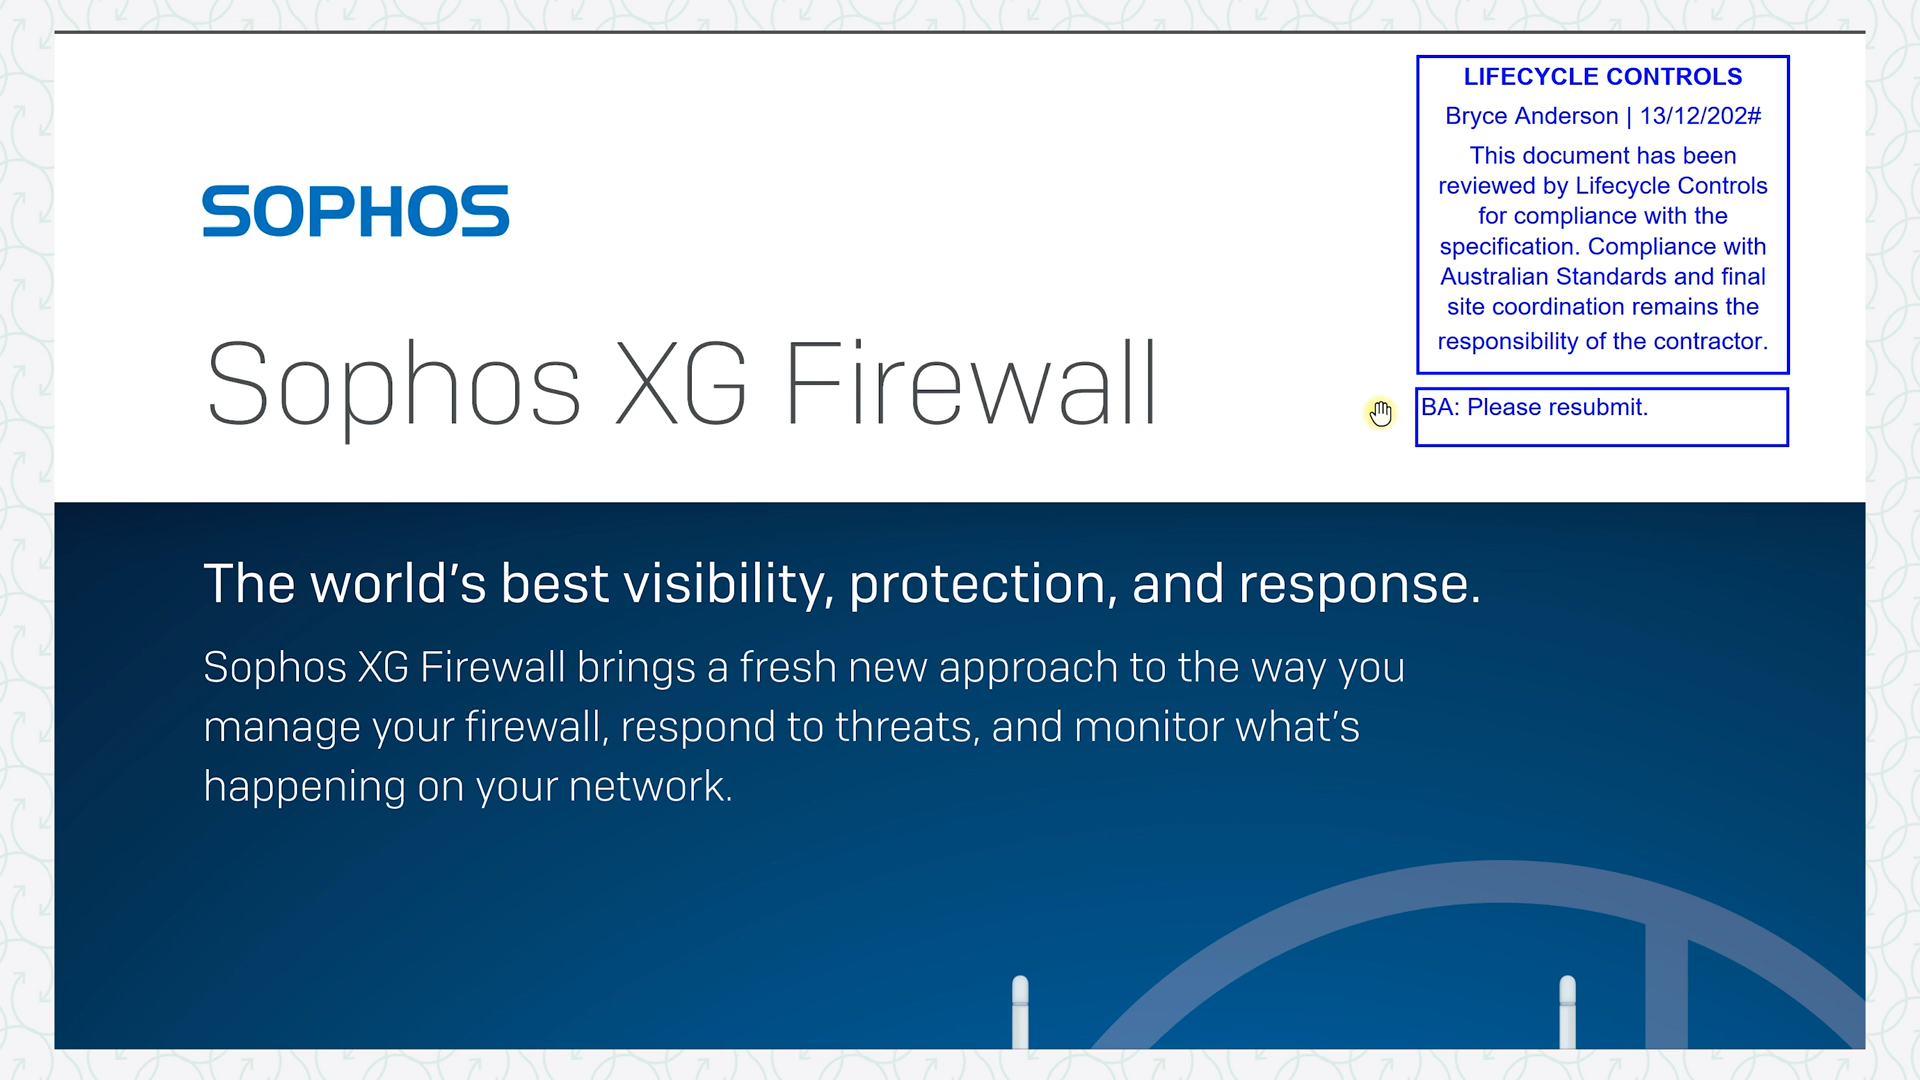 SOPHOS
Sophos XG Firewall
LIFECYCLE CONTROLS
Bryce Anderson | 13/12/202#
This document has been
reviewed by Lifecycle Controls
for compliance with the
specification. Compliance with
Australian Standards and final
site coordination remains the
responsibility of the contractor.
BA: Please resubmit.
The world’s best visibility, protection, and response.
Sophos XG Firewall brings a fresh new approach to the way you
manage your firewall, respond to threats, and monitor what’s
happening on your network.